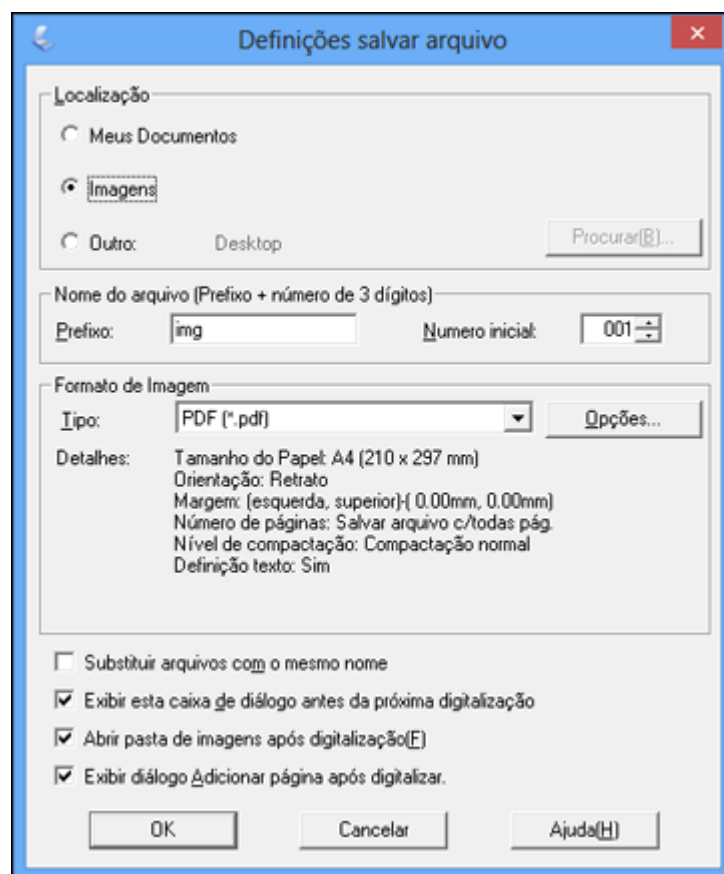 Definições salvar arquivo
Localização
Meus Documentos
Imagens
Outro: Desktop Procurar(B)...
Nome do arquivo (Prefixo + número de 3 dígitos)
Prefixo: img Numero inicial: 001
Formato de Imagem
Tipo: PDF (*.pdf) Opções...
Detalhes: Tamanho do Papel: A4 (210 x 297 mm)
Orientação: Retrato
Margem: (esquerda, superior)-( 0.00mm, 0.00mm)
Número de páginas: Salvar arquivo c/todas pág.
Nível de compactação: Compactação normal
Definição texto: Sim
Substituir arquivos com o mesmo nome
Exibir esta caixa de diálogo antes da próxima digitalização
Abrir pasta de imagens após digitalização(F)
Exibir diálogo Adicionar página após digitalizar.
OK Cancelar Ajuda(H)